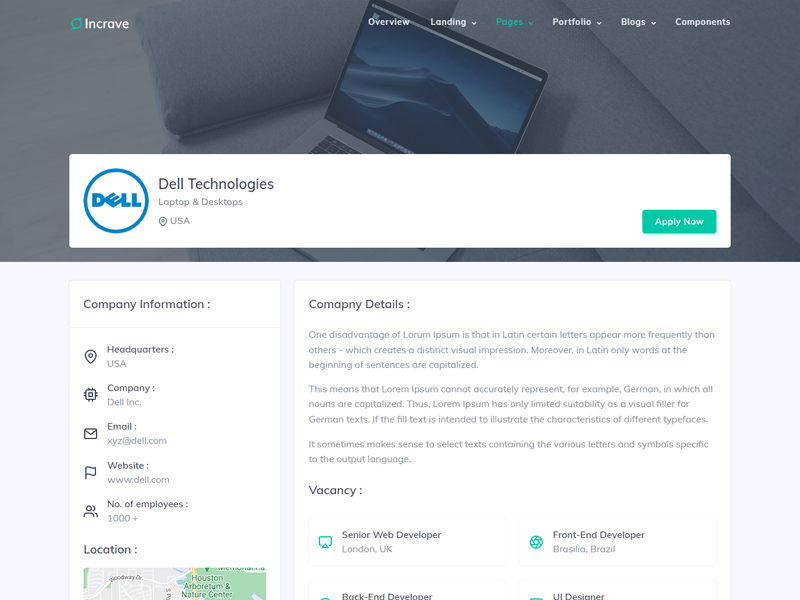 Incrave
Overview
Landing
Pages
Portfolio
Blogs
Components
DELL
Dell Technologies
Laptop & Desktops
USA
Apply Now
Company Information :
Headquarters :
USA
Company :
Dell Inc.
Email :
xyz@dell.com
Website :
www.dell.com
No. of employees :
1000 +
Location :
Woodway Dr
Houston
Arboretum &
Nature Center
Comapny Details :
One disadvantage of Lorum Ipsum is that in Latin certain letters appear more frequently than
others - which creates a distinct visual impression. Moreover, in Latin only words at the
beginning of sentences are capitalized.
This means that Lorem Ipsum cannot accurately represent, for example, German, in which all
nouns are capitalized. Thus, Lorem Ipsum has only limited suitability as a visual filler for
German texts. If the fill text is intended to illustrate the characteristics of different typefaces.
It sometimes makes sense to select texts containing the various letters and symbols specific
to the output language.
Vacancy :
Senior Web Developer
London, UK
Front-End Developer
Brasilia, Brazil
Back-End Developer
UI Designer